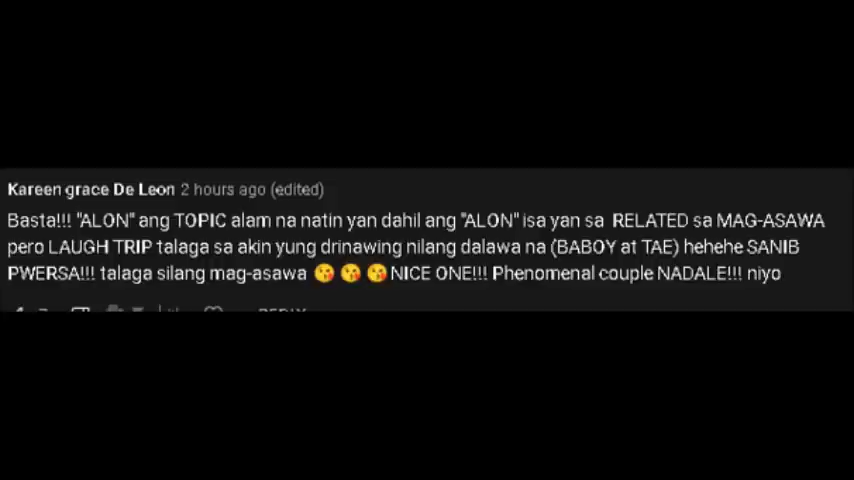 Kareen grace De Leon 2 hours ago (edited)
Basta!!! "ALON" ang TOPIC alam na natin yan dahil ang "ALON" isa yan sa RELATED sa MAG-ASAWA
pero LAUGH TRIP talaga sa akin yung drinawing nilang dalawa na (BABOY at TAE) hehehe SANIB
PWERSA!!! talaga silang mag-asawa 😘 😘 😘 NICE ONE!!! Phenomenal couple NADALE!!! niyo